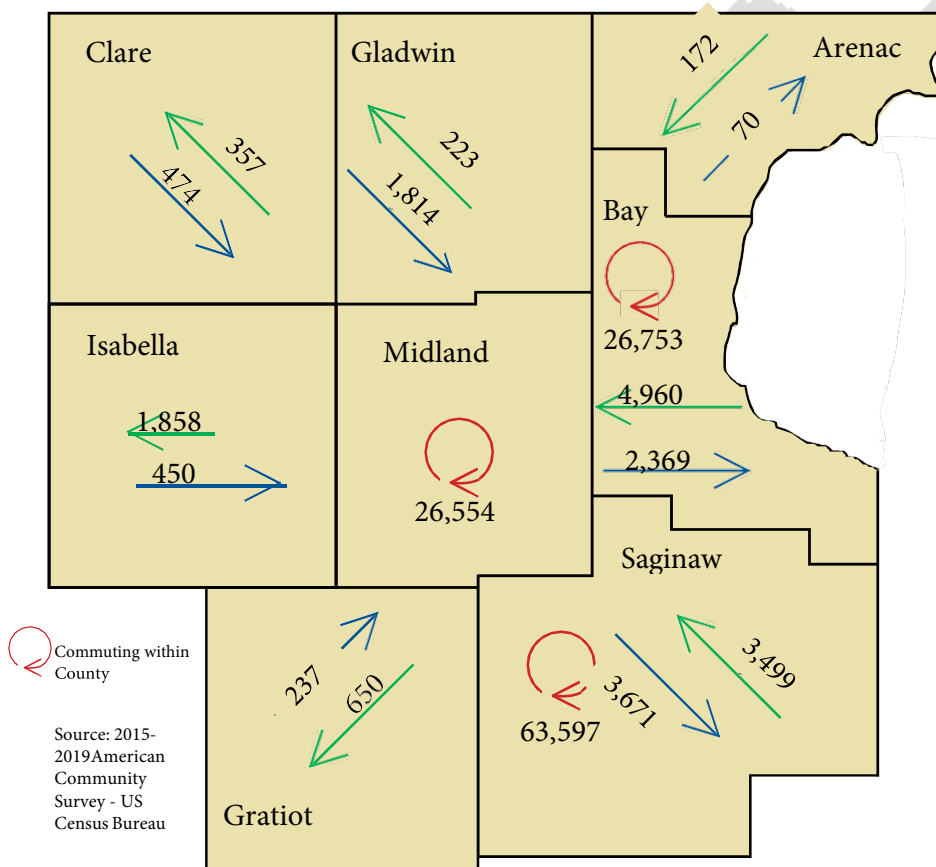 Clare
Gladwin
Arenac
172
70
357
474
223
1,814
Bay
26,753
4,960
2,369
Isabella
1,858
450
Midland
26,554
Saginaw
3,499
3,671
63,597
237
650
Gratiot
Commuting within
County
Source: 2015-
2019American
Community
Survey - US
Census Bureau